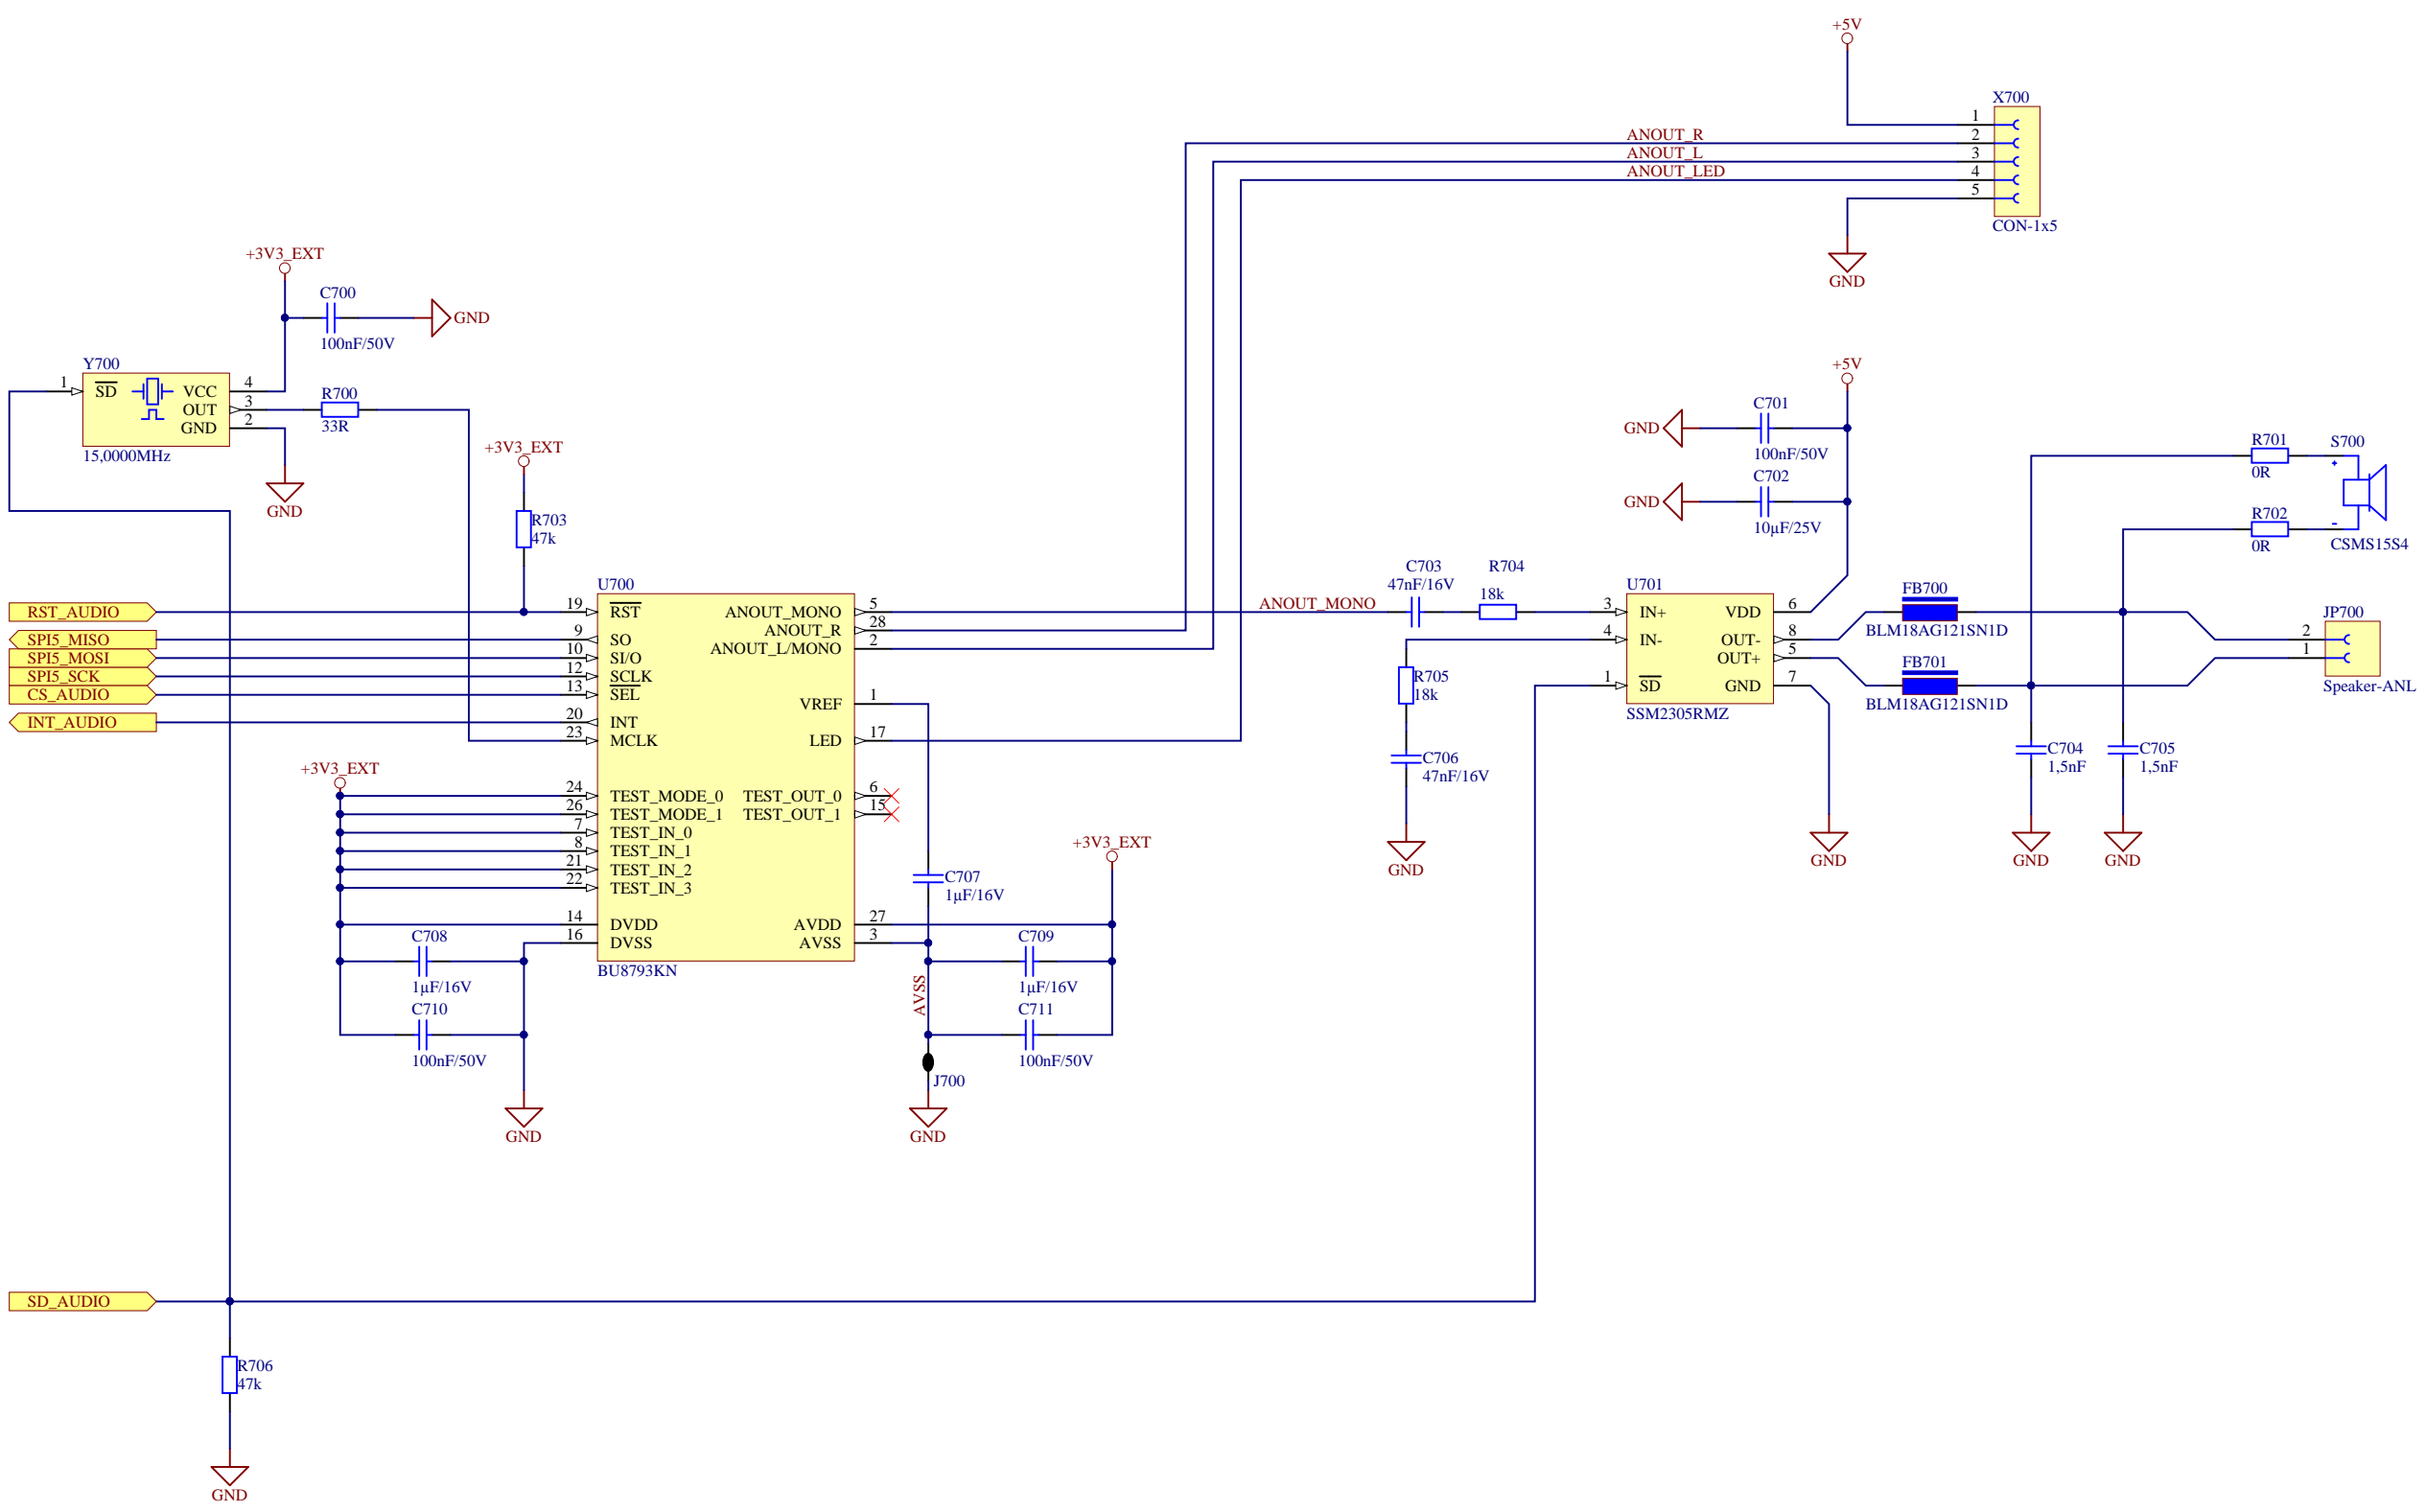 +5V
X700
1
2
3
4
5
ANOUT_R
ANOUT_L
ANOUT_LED
CON-1x5
GND
+3V3_EXT
C700
100nF/50V
GND
Y700
1
SD
VCC
OUT
GND
4
3
2
15,0000MHz
R700
33R
GND
+3V3_EXT
R703
47k
+5V
GND
C701
100nF/50V
GND
C702
10µF/25V
R701
0R
S700
+
R702
0R
-
CSMS15S4
RST_AUDIO
SPI5_MISO
SPI5_MOSI
SPI5_SCK
CS_AUDIO
INT_AUDIO
U700
19 RST
9 SO
10 SI/O
12 SCLK
13 SEL
20 INT
23 MCLK
24 TEST_MODE_0
26 TEST_MODE_1
7 TEST_IN_0
8 TEST_IN_1
21 TEST_IN_2
22 TEST_IN_3
14 DVDD
16 DVSS
ANOUT_MONO 5
ANOUT_R 28
ANOUT_L/MONO 2
VREF 1
LED 17
TEST_OUT_0 6
TEST_OUT_1 15
AVDD 27
AVSS 3
BU8793KN
+3V3_EXT
C708
1µF/16V
C710
100nF/50V
GND
C707
1µF/16V
+3V3_EXT
C709
1µF/16V
C711
100nF/50V
AVSS
J700
GND
ANOUT_MONO
C703
47nF/16V
R704
18k
R705
18k
C706
47nF/16V
GND
U701
3 IN+
4 IN-
1 SD
VDD 6
OUT- 8
OUT+ 5
GND 7
SSM2305RMZ
GND
FB700
BLM18AG121SN1D
FB701
BLM18AG121SN1D
C704
1,5nF
GND
C705
1,5nF
GND
JP700
2
1
Speaker-ANL
SD_AUDIO
R706
47k
GND